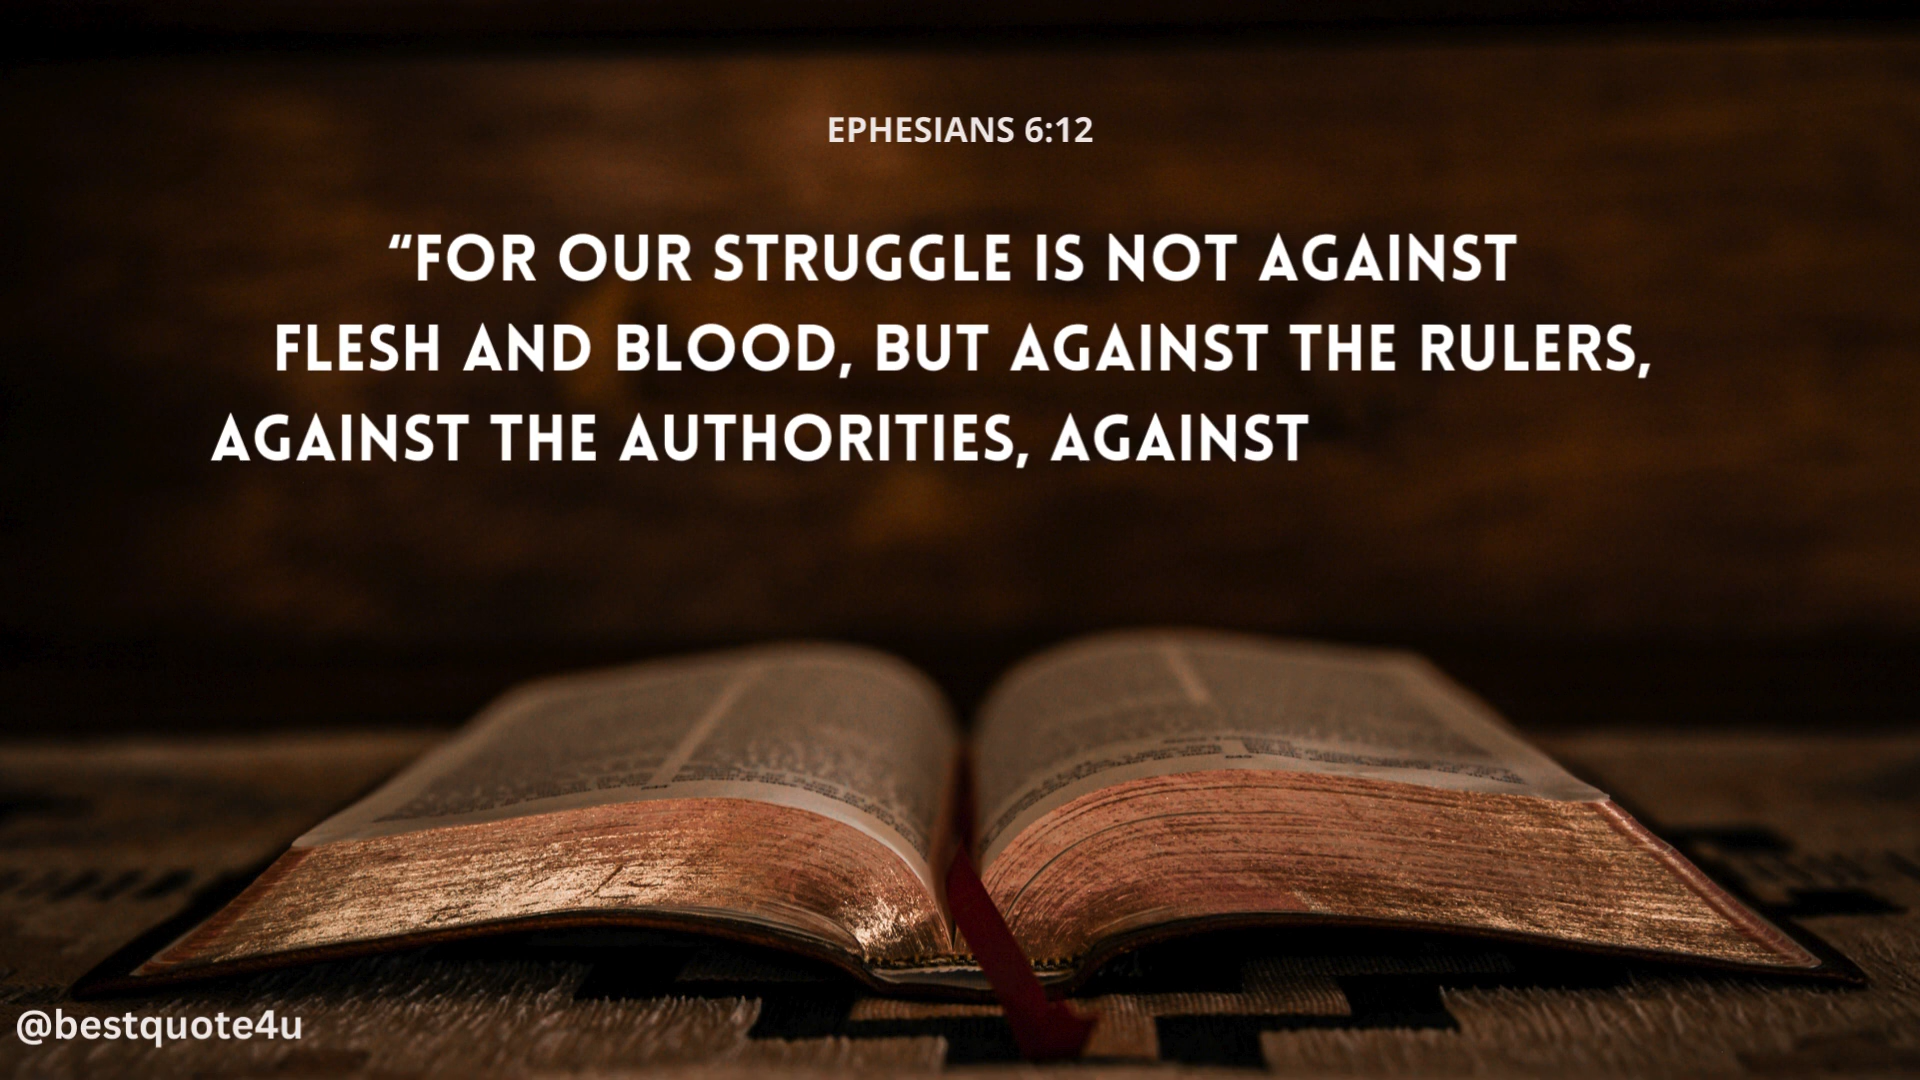 EPHESIANS 6:12
“FOR OUR STRUGGLE IS NOT AGAINST
FLESH AND BLOOD, BUT AGAINST THE RULERS,
AGAINST THE AUTHORITIES, AGAINST
@bestquote4u